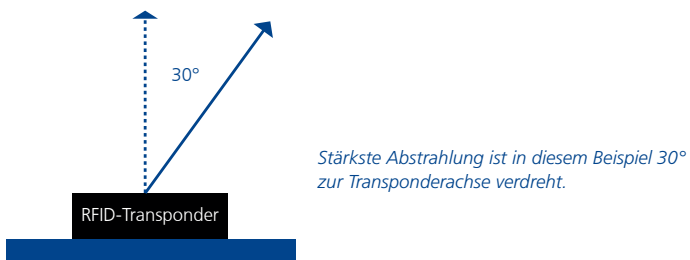 30°
Stärkste Abstrahlung ist in diesem Beispiel 30°
zur Transponderachse verdreht.
RFID-Transponder